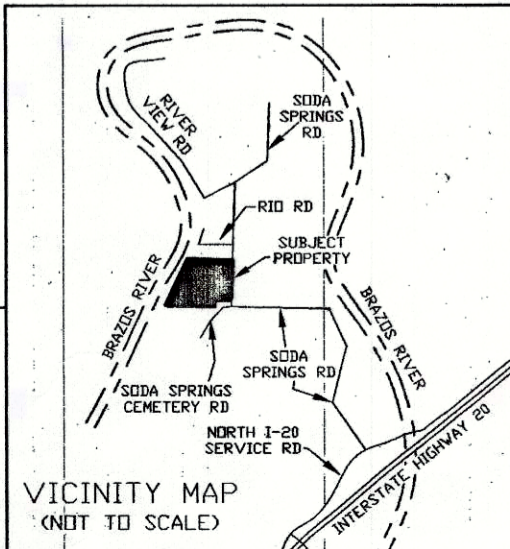 RIVER
VIEW RD
SODA
SPRINGS
RD
RIO RD
SUBJECT
PROPERTY
BRAZOS RIVER
BRAZOS RIVER
SODA SPRINGS
CEMETERY RD
SODA
SPRINGS RD
NORTH I-20
SERVICE RD
INTERSTATE HIGHWAY 20
VICINITY MAP
(NOT TO SCALE)